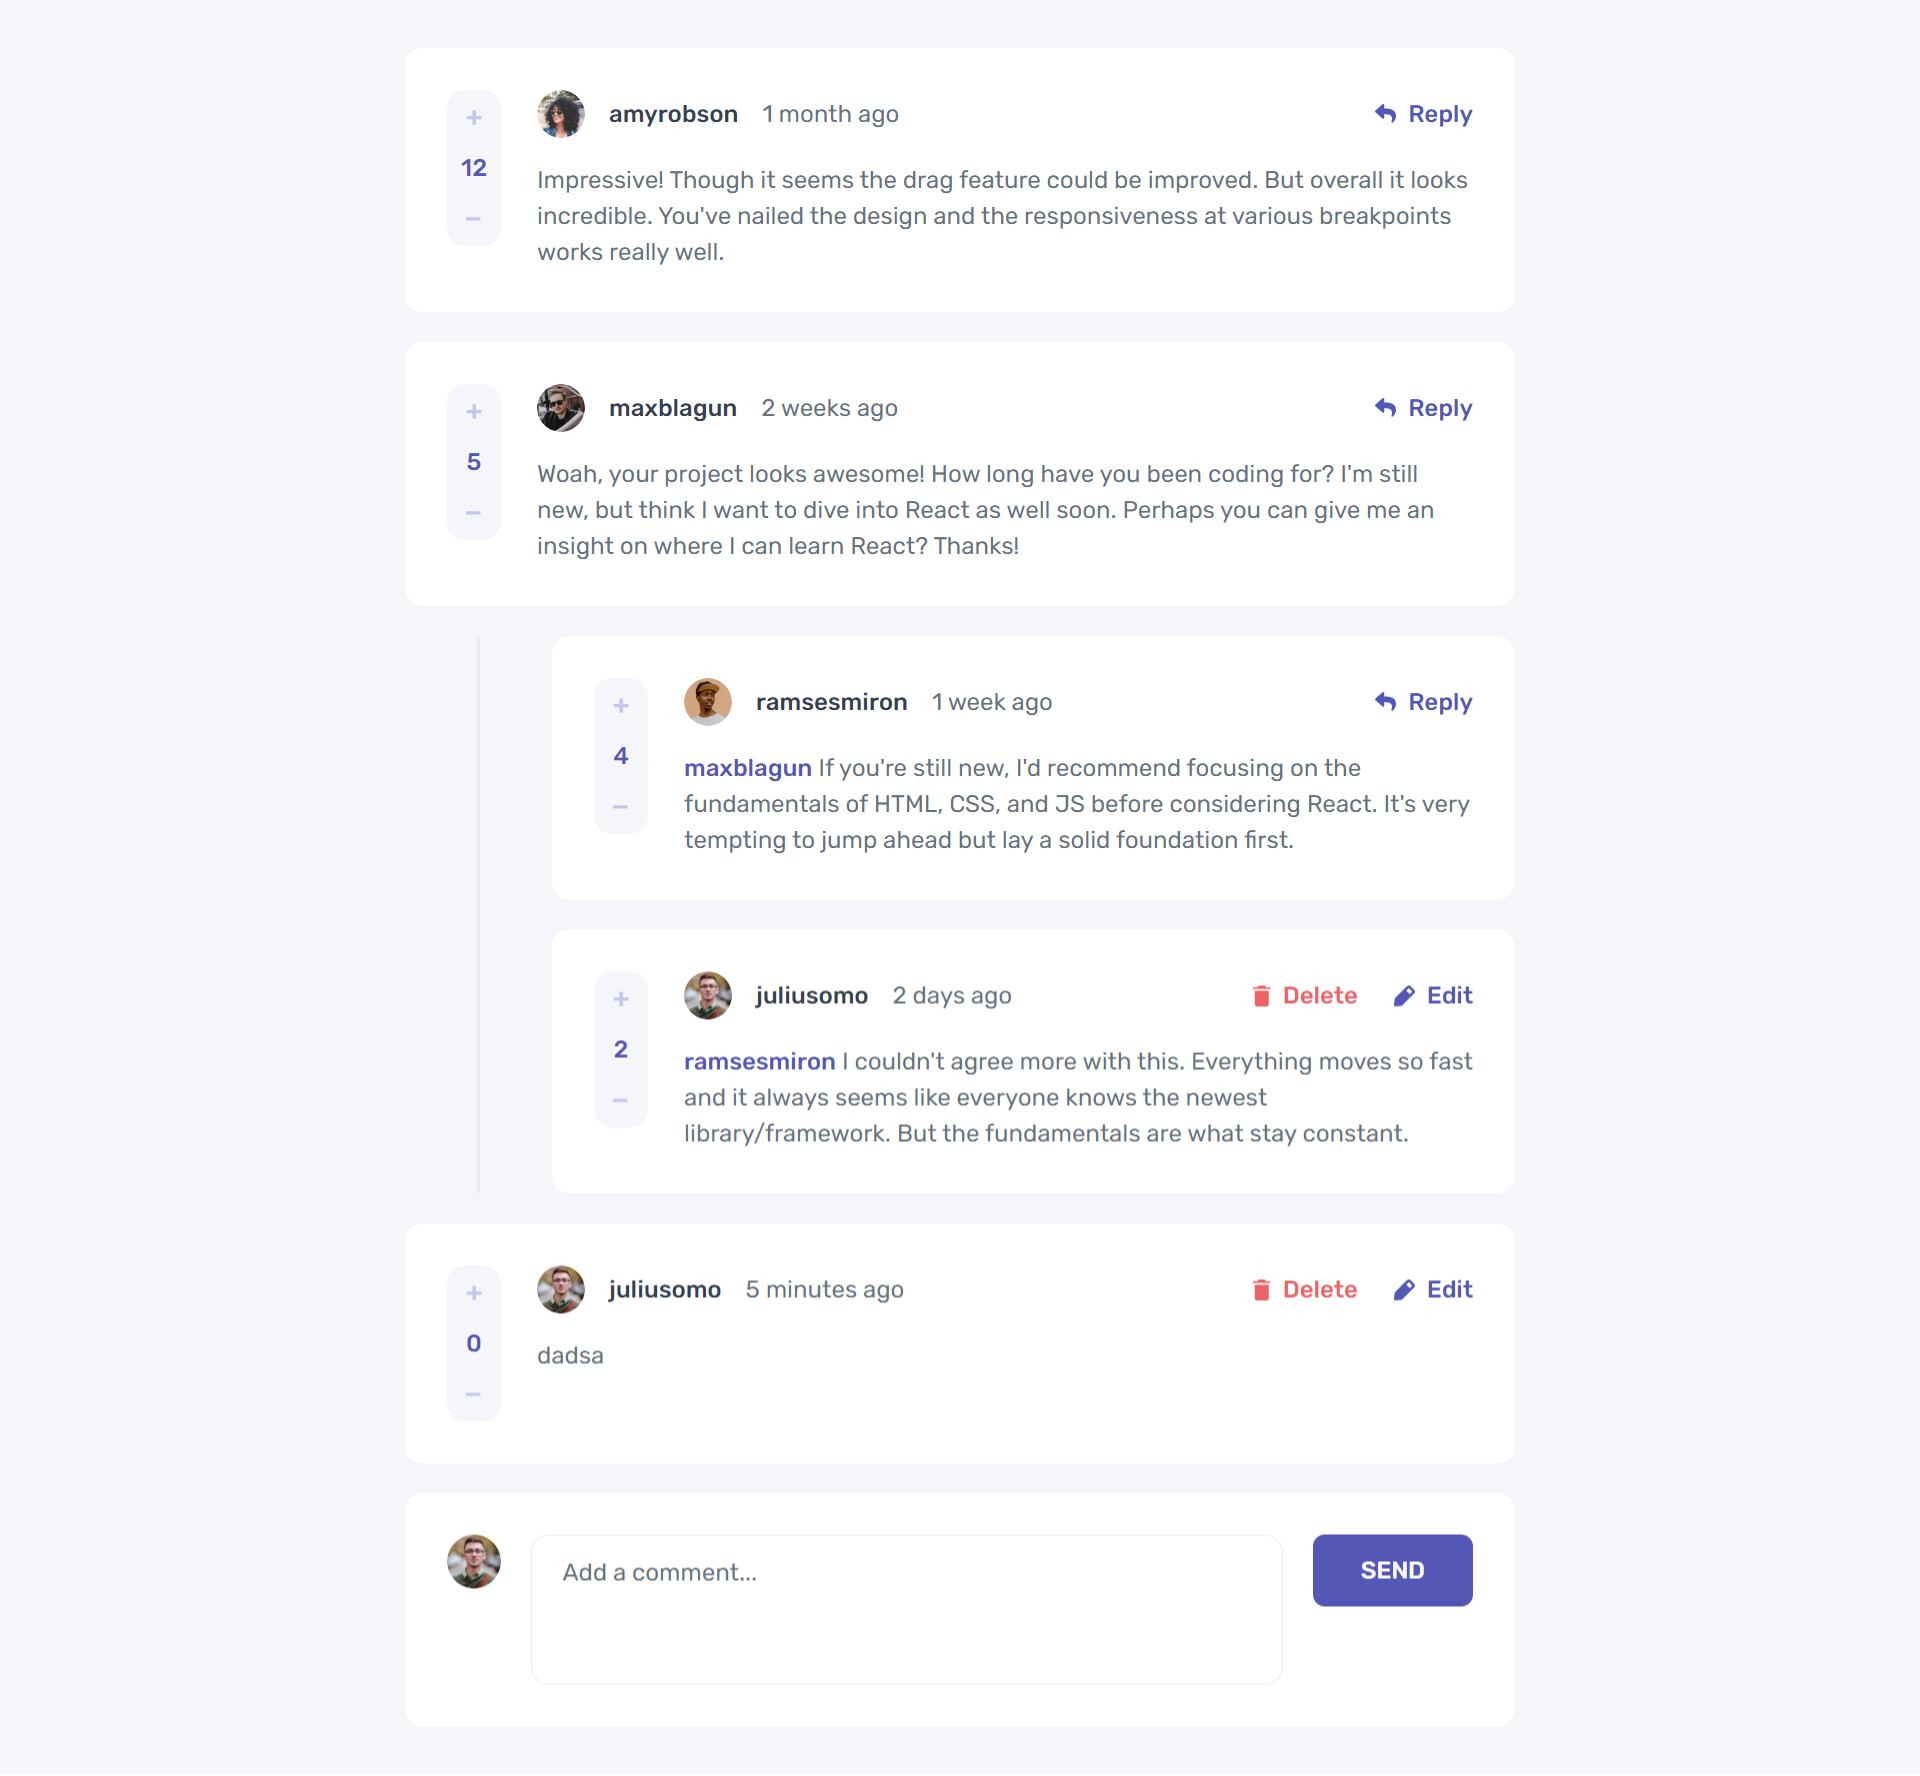 +
12
−
amyrobson 1 month ago Reply
Impressive! Though it seems the drag feature could be improved. But overall it looks
incredible. You've nailed the design and the responsiveness at various breakpoints
works really well.
+
5
−
maxblagun 2 weeks ago Reply
Woah, your project looks awesome! How long have you been coding for? I'm still
new, but think I want to dive into React as well soon. Perhaps you can give me an
insight on where I can learn React? Thanks!
+
4
−
ramsesmiron 1 week ago Reply
maxblagun If you're still new, I'd recommend focusing on the
fundamentals of HTML, CSS, and JS before considering React. It's very
tempting to jump ahead but lay a solid foundation first.
+
2
−
juliusomo 2 days ago Delete Edit
ramsesmiron I couldn't agree more with this. Everything moves so fast
and it always seems like everyone knows the newest
library/framework. But the fundamentals are what stay constant.
+
0
−
juliusomo 5 minutes ago Delete Edit
dadsa
Add a comment...
SEND